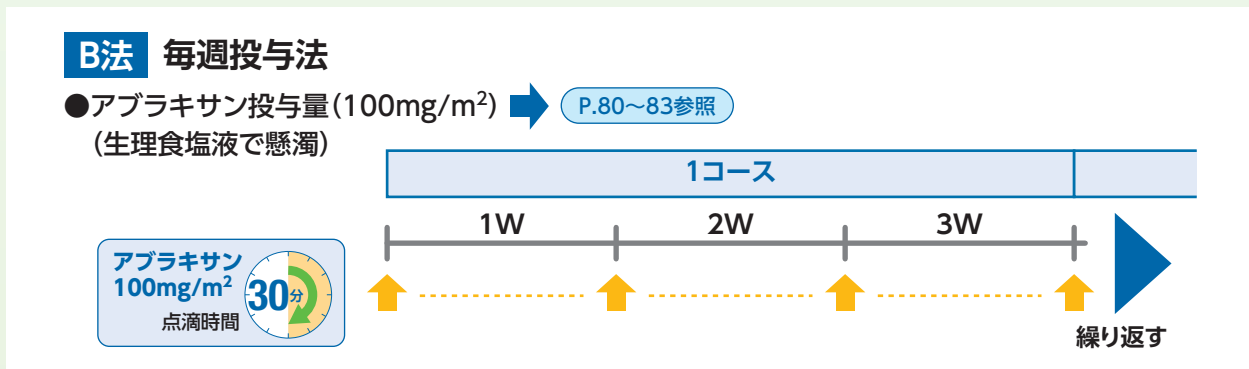 B法 毎週投与法
●アブラキサン投与量(100mg/m²) P.80〜83参照
(生理食塩液で懸濁)
1コース
1W 2W 3W
アブラキサン
100mg/m²
30分
点滴時間
繰り返す